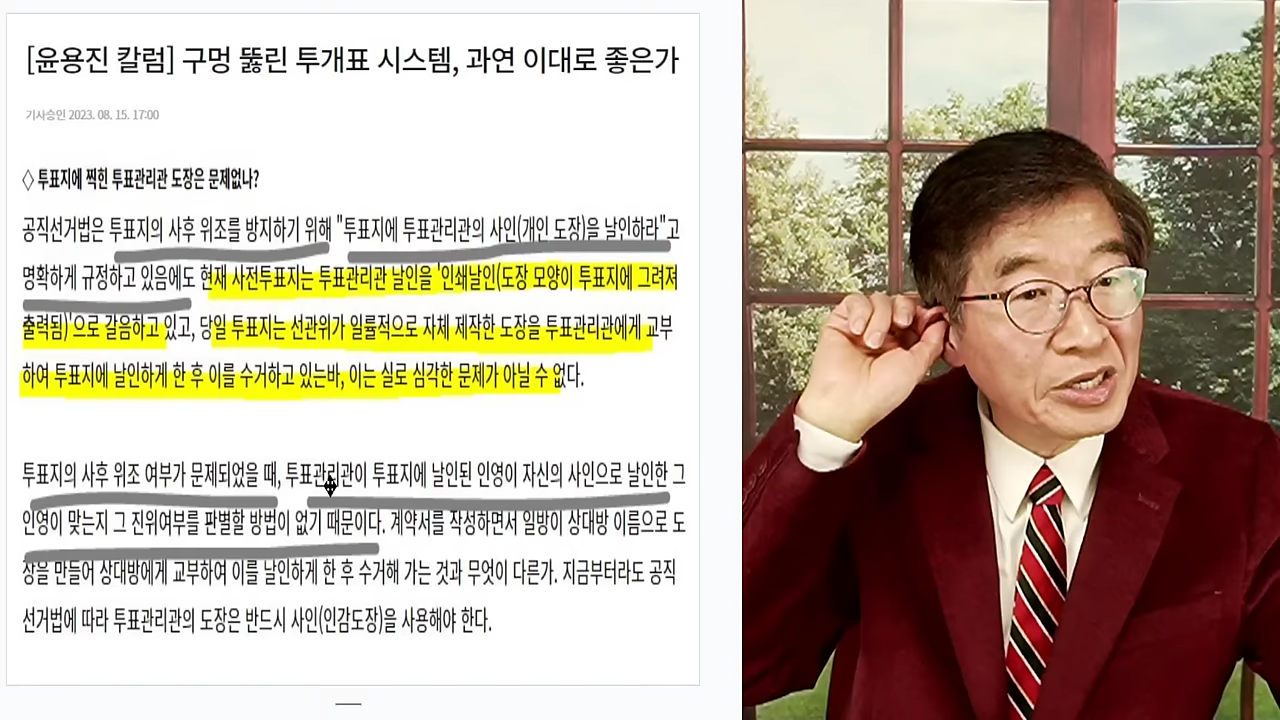 [윤용진 칼럼] 구멍 뚫린 투개표 시스템, 과연 이대로 좋은가
기사승인 2023. 08. 15. 17:00
◇ 투표지에 찍힌 투표관리관 도장은 문제없나?
공직선거법은 투표지의 사후 위조를 방지하기 위해 "투표지에 투표관리관의 사인(개인 도장)을 날인하라"고
명확하게 규정하고 있음에도 현재 사전투표지는 투표관리관 날인을 '인쇄날인(도장 모양이 투표지에 그려져
출력됨)'으로 갈음하고 있고, 당일 투표지는 선관위가 일률적으로 자체 제작한 도장을 투표관리관에게 교부
하여 투표지에 날인하게 한 후 이를 수거하고 있는바, 이는 실로 심각한 문제가 아닐 수 없다.
투표지의 사후 위조 여부가 문제되었을 때, 투표관리관이 투표지에 날인된 인영이 자신의 사인으로 날인한 그
인영이 맞는지 그 진위여부를 판별할 방법이 없기 때문이다. 계약서를 작성하면서 일방이 상대방 이름으로 도
장을 만들어 상대방에게 교부하여 이를 날인하게 한 후 수거해 가는 것과 무엇이 다른가. 지금부터라도 공직
선거법에 따라 투표관리관의 도장은 반드시 사인(인감도장)을 사용해야 한다.